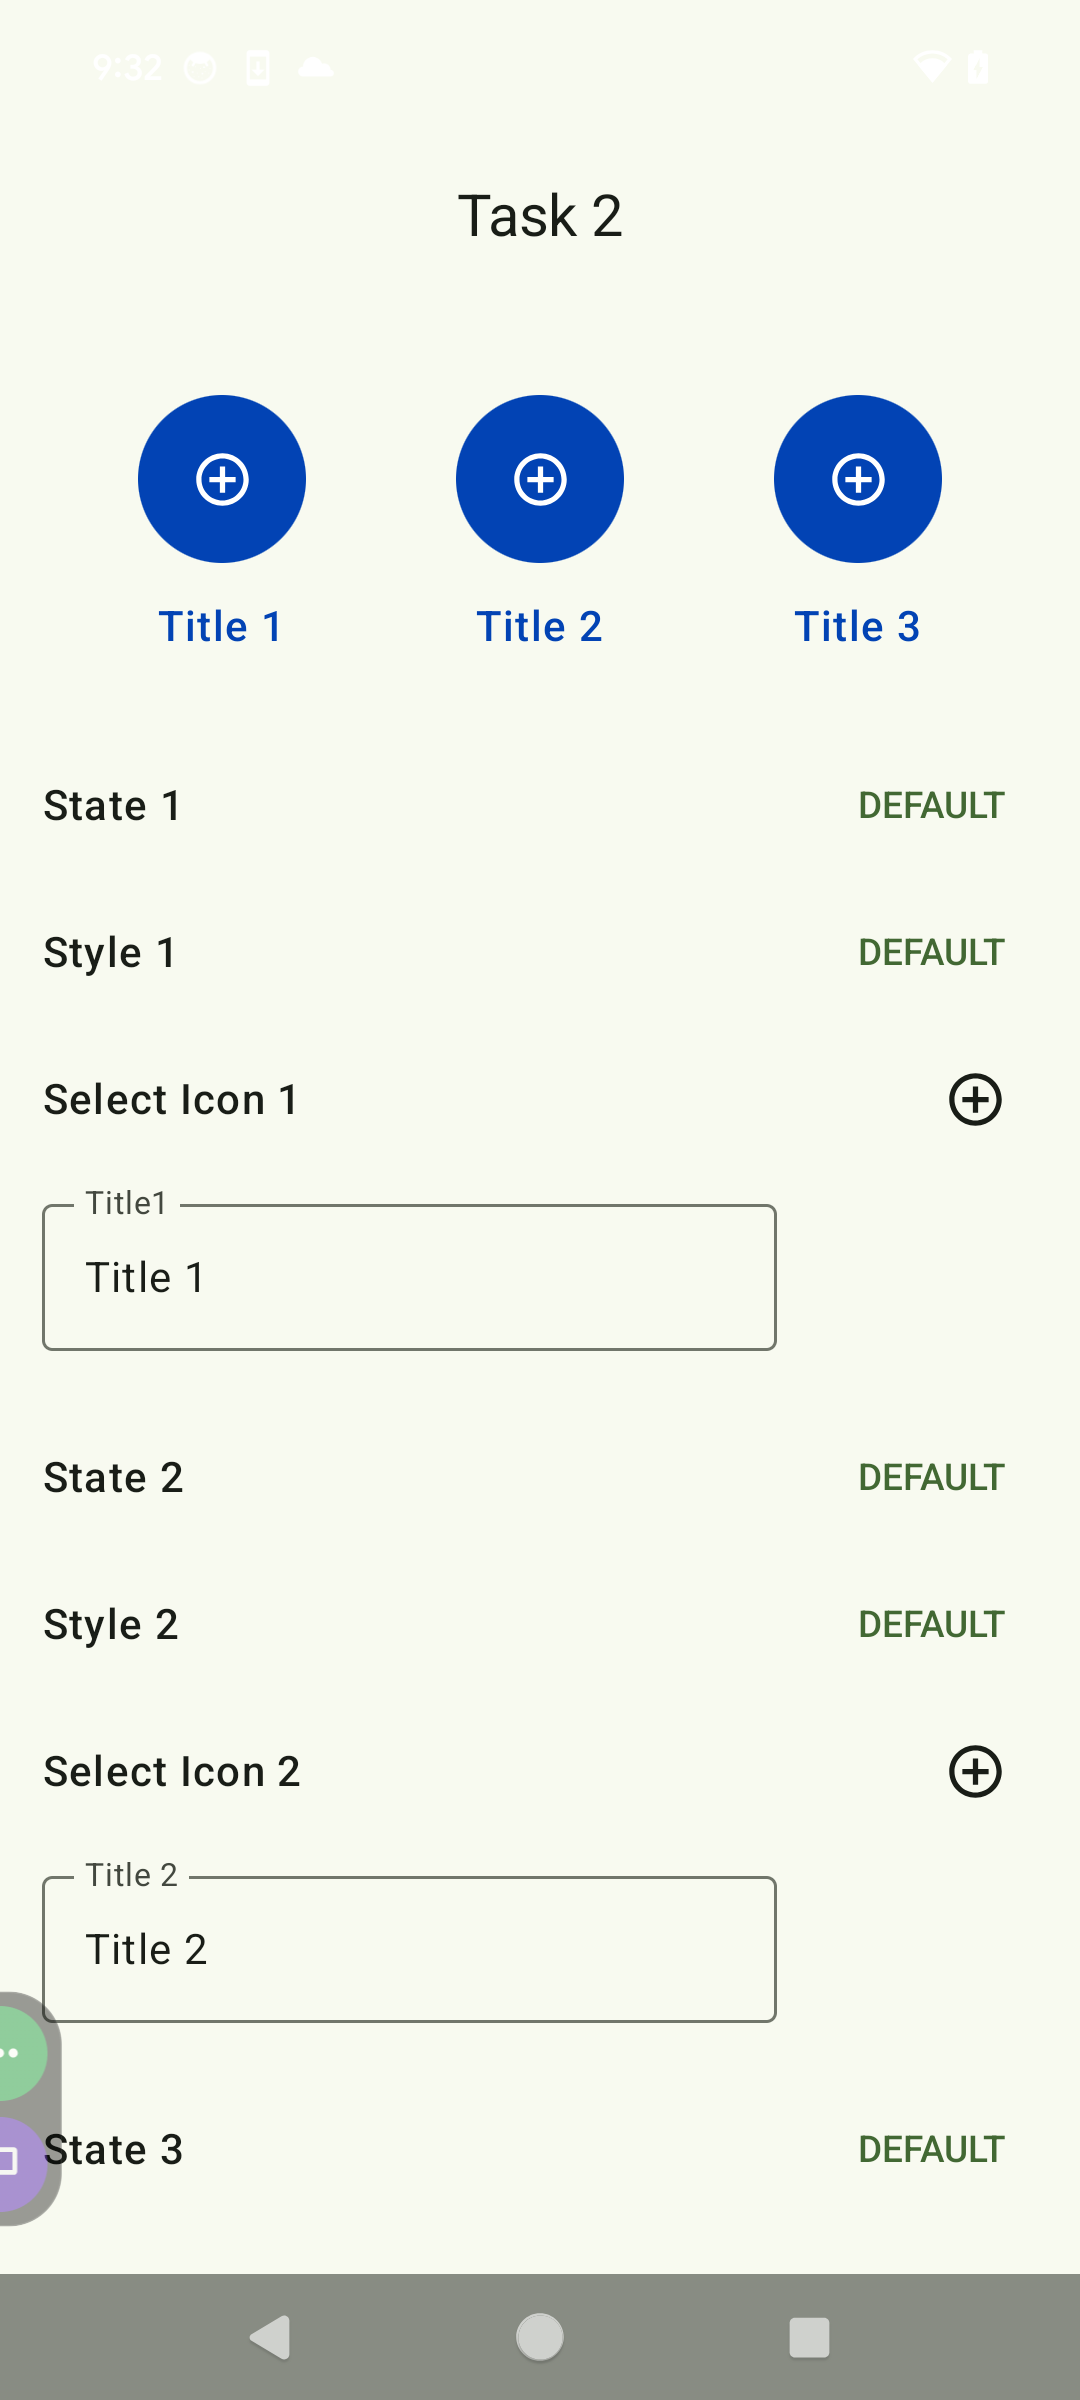 9:32
Task 2
Title 1 Title 2 Title 3
State 1 DEFAULT
Style 1 DEFAULT
Select Icon 1
Title1
Title 1
State 2 DEFAULT
Style 2 DEFAULT
Select Icon 2
Title 2
Title 2
State 3 DEFAULT